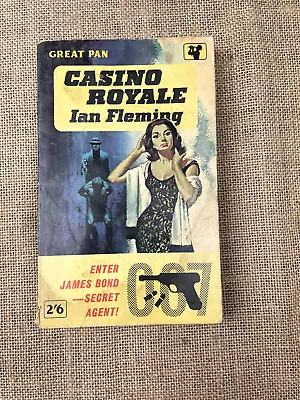 GREAT PAN
CASINO
ROYALE
Ian Fleming
ENTER
JAMES BOND
—SECRET
AGENT!
007
2'6